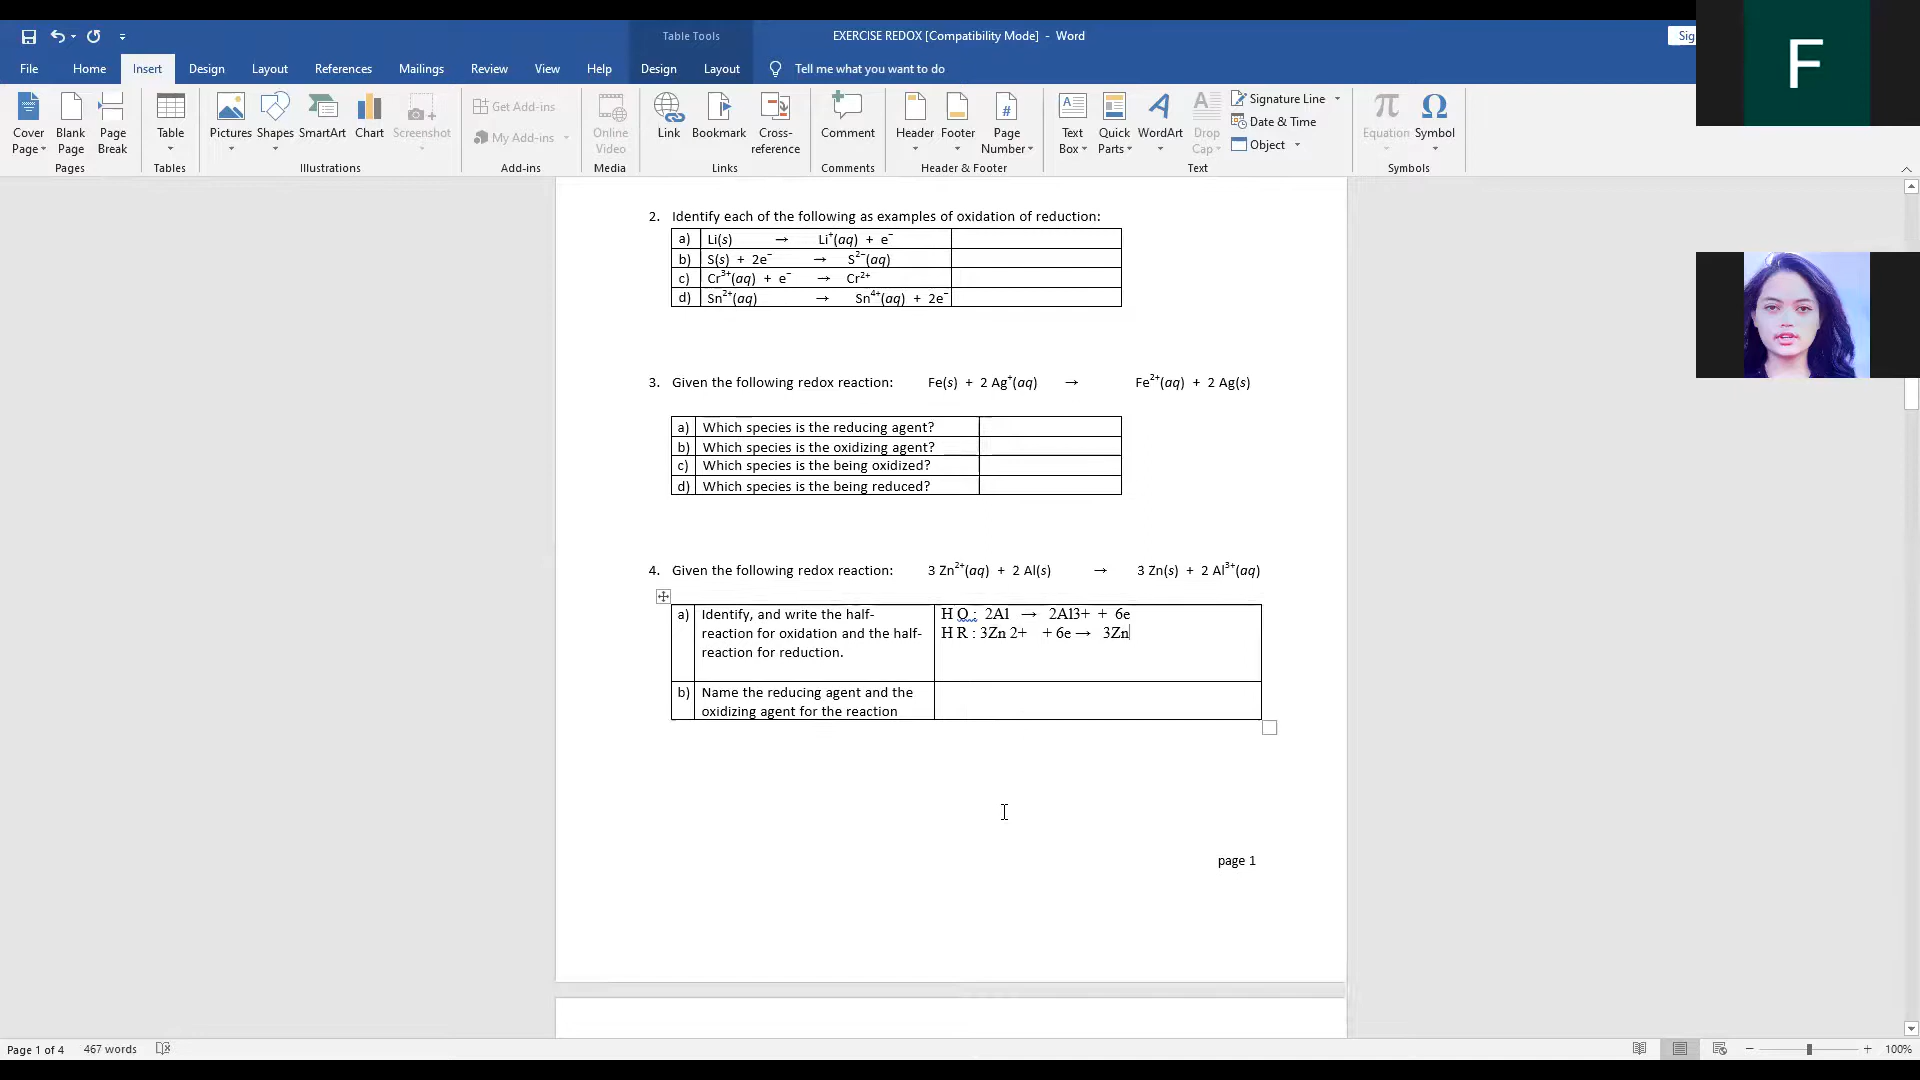 Table Tools
EXERCISE REDOX [Compatibility Mode] - Word
Sig
F
File Home Insert Design Layout References Mailings Review View Help Design Layout Tell me what you want to do
Cover Page
Blank Page
Page Break
Pages
Table
Tables
Pictures
Shapes
SmartArt
Chart
Screenshot
Illustrations
Get Add-ins
My Add-ins
Add-ins
Online Video
Media
Link
Bookmark
Cross-reference
Links
Comment
Comments
Header
Footer
Page Number
Header & Footer
Text Box
Quick Parts
WordArt
Drop Cap
Signature Line
Date & Time
Object
Text
Equation
Symbol
Symbols
2. Identify each of the following as examples of oxidation of reduction:
a) Li(s) → Li⁺(aq) + e⁻
b) S(s) + 2e⁻ → S²⁻(aq)
c) Cr³⁺(aq) + e⁻ → Cr²⁺
d) Sn²⁺(aq) → Sn⁴⁺(aq) + 2e⁻
3. Given the following redox reaction: Fe(s) + 2 Ag⁺(aq) → Fe²⁺(aq) + 2 Ag(s)
a) Which species is the reducing agent?
b) Which species is the oxidizing agent?
c) Which species is the being oxidized?
d) Which species is the being reduced?
4. Given the following redox reaction: 3 Zn²⁺(aq) + 2 Al(s) → 3 Zn(s) + 2 Al³⁺(aq)
a) Identify, and write the half-
reaction for oxidation and the half-
reaction for reduction.
H O : 2Al → 2Al3+ + 6e
H R : 3Zn 2+ + 6e → 3Zn
b) Name the reducing agent and the
oxidizing agent for the reaction
page 1
Page 1 of 4 467 words 100%